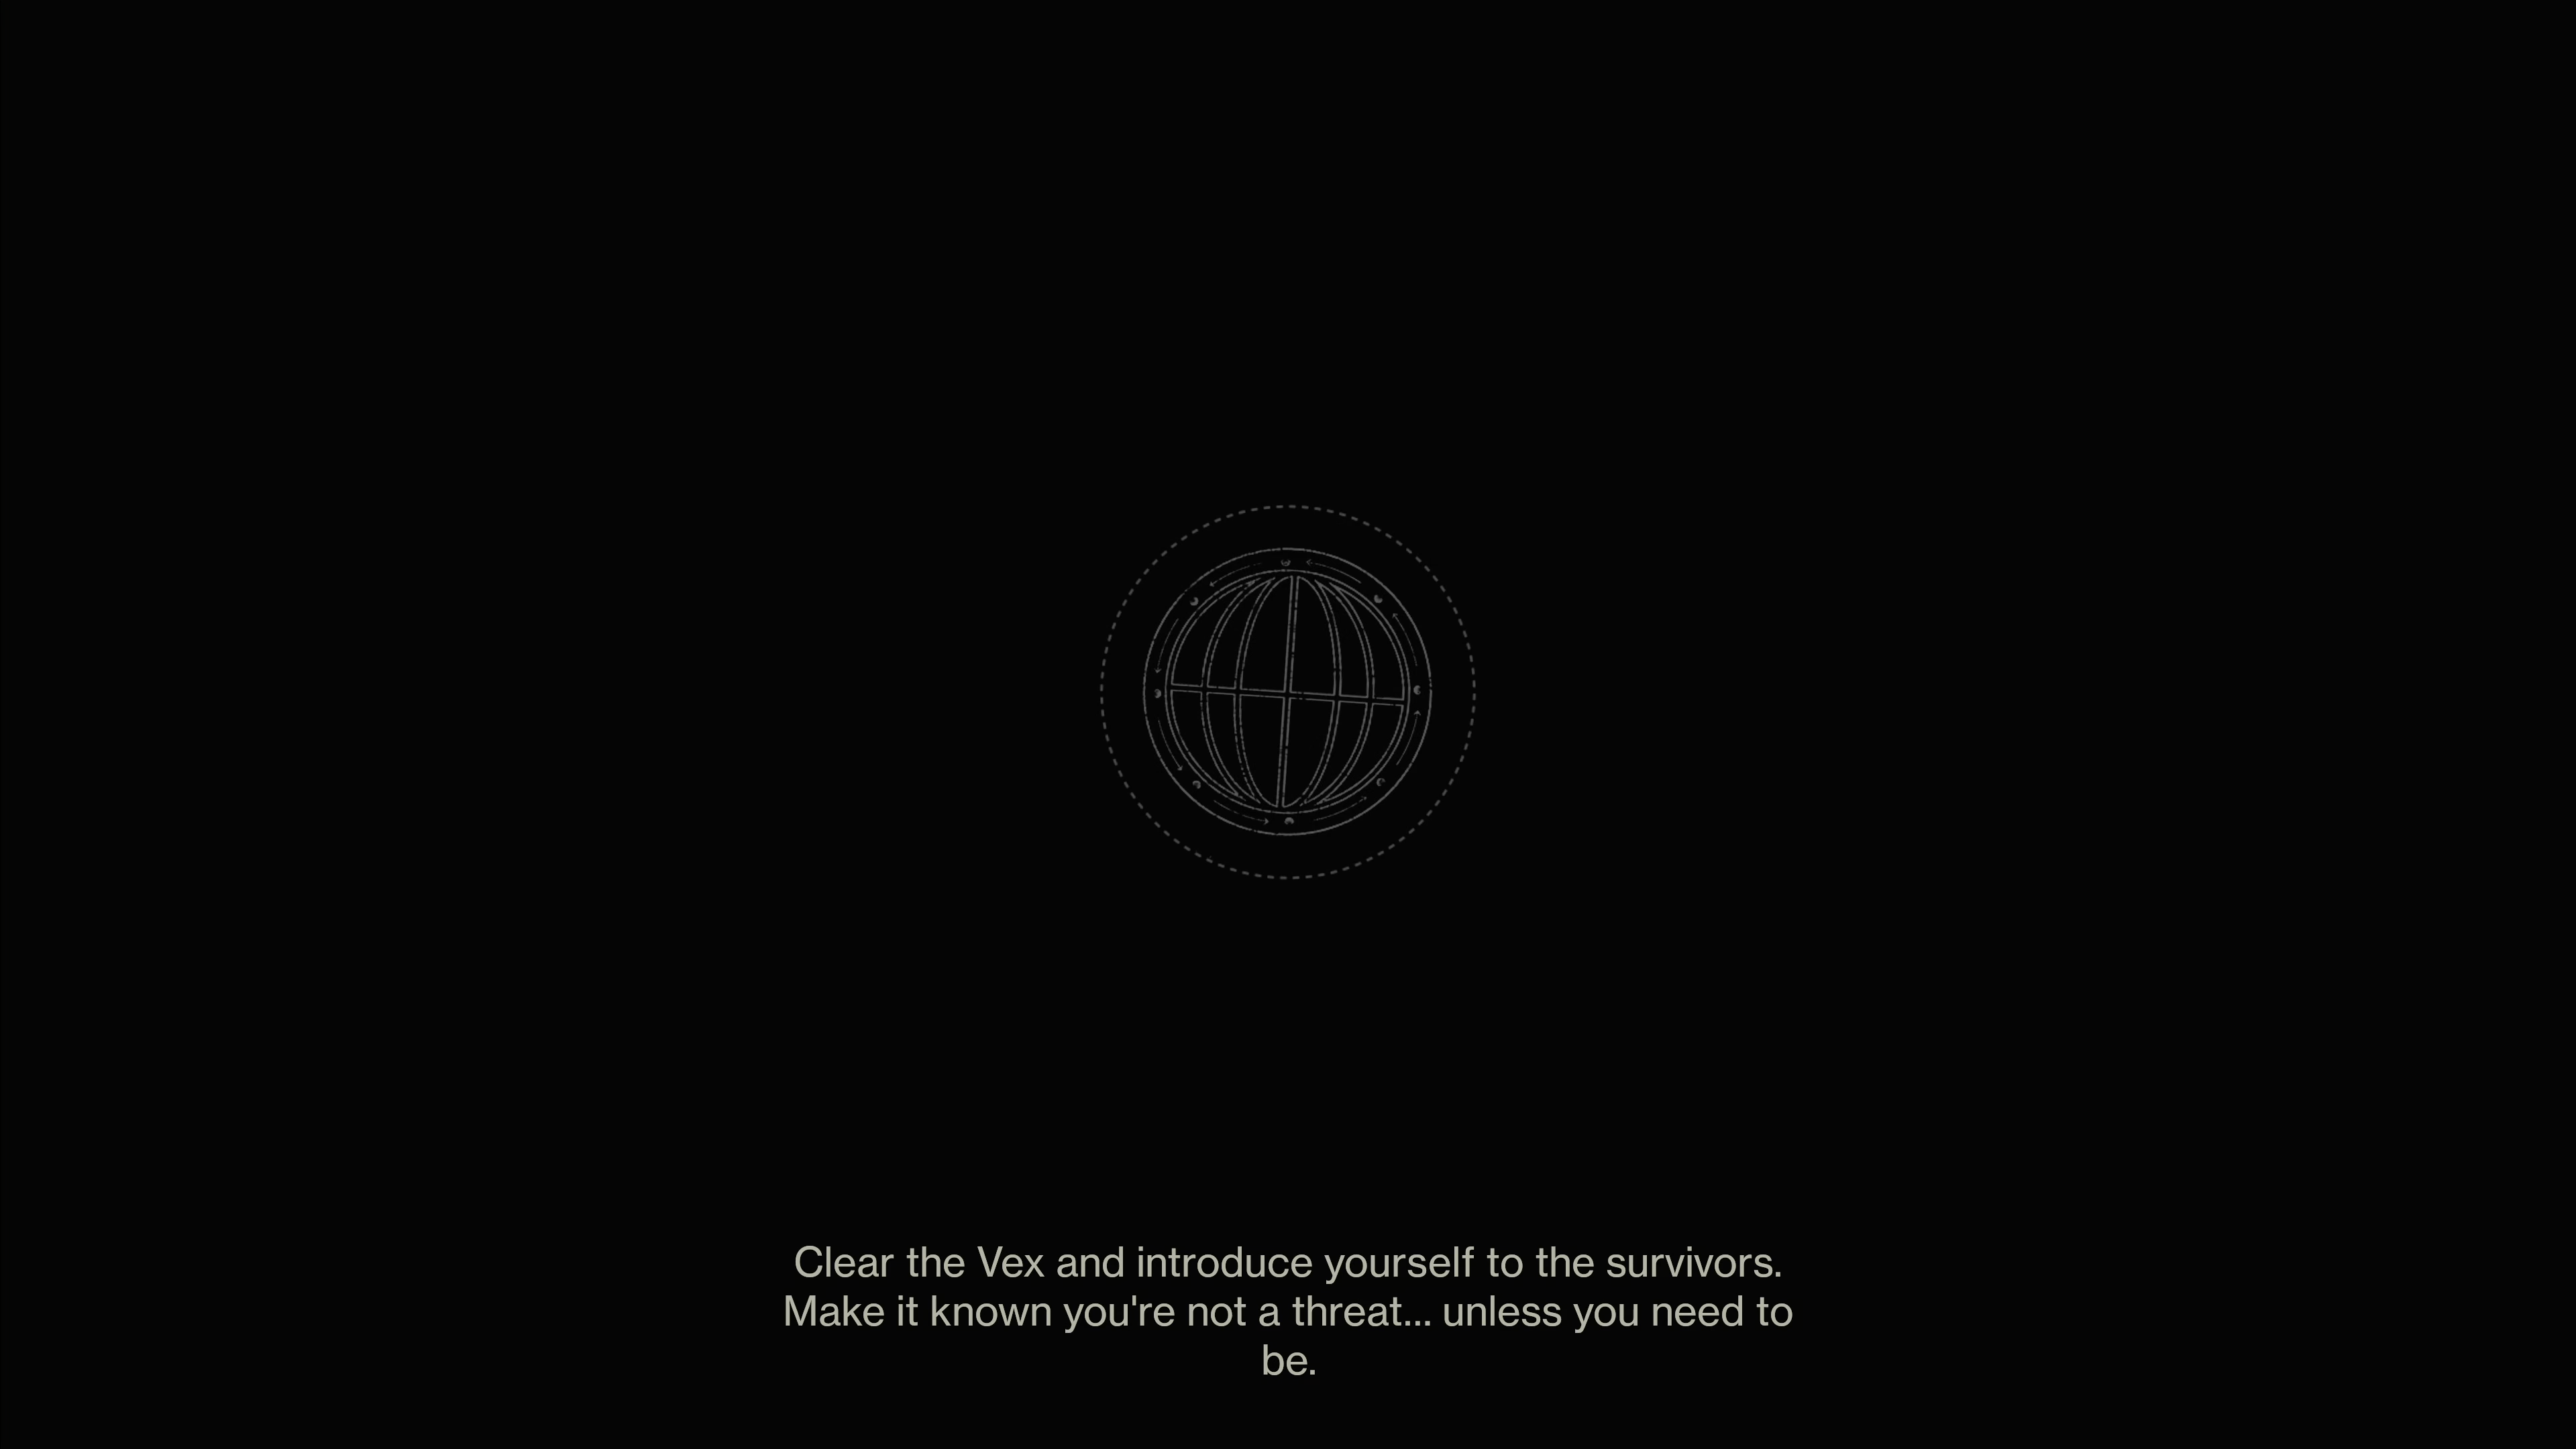 Clear the Vex and introduce yourself to the survivors.
Make it known you're not a threat... unless you need to
be.